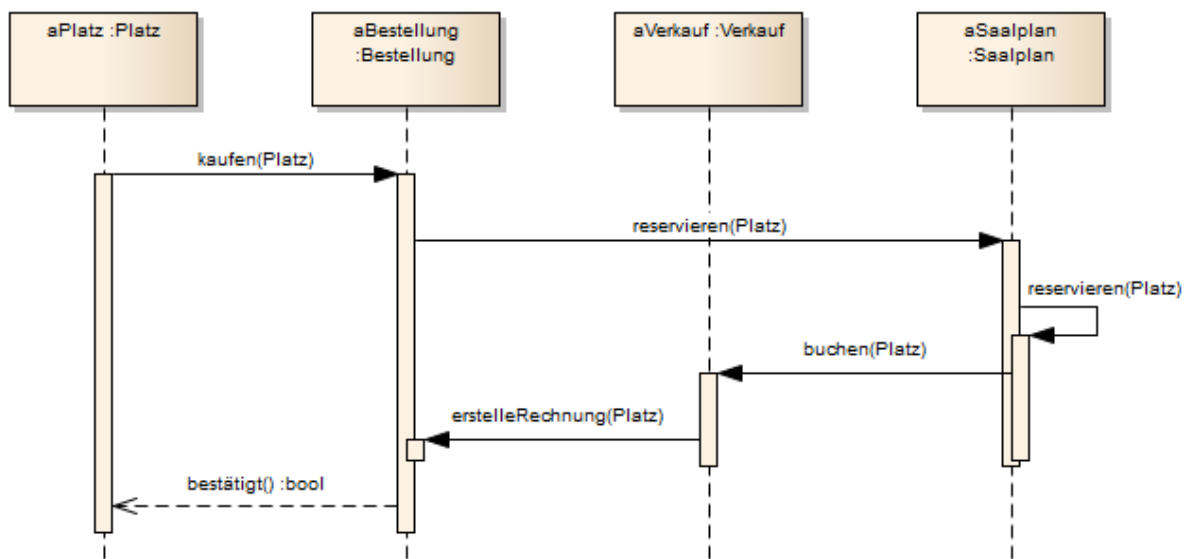 aPlatz :Platz
aBestellung
:Bestellung
aVerkauf :Verkauf
aSaalplan
:Saalplan
kaufen(Platz)
reservieren(Platz)
reservieren(Platz)
buchen(Platz)
erstelleRechnung(Platz)
bestätigt() :bool